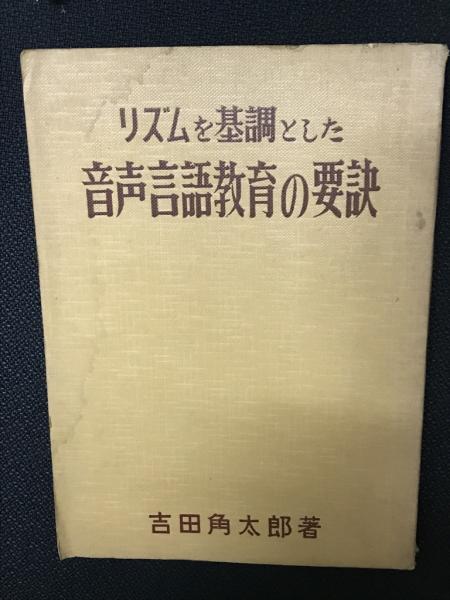 リズムを基調とした
音声言語教育の要訣
吉田角太郎著